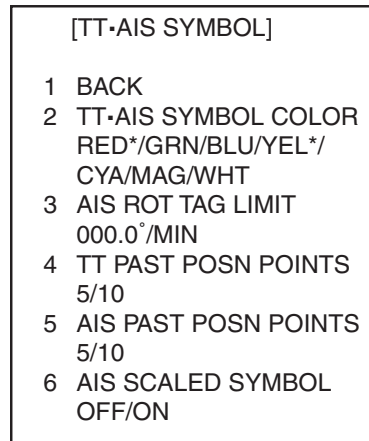 [TT▪AIS SYMBOL]
1 BACK
2 TT▪AIS SYMBOL COLOR
RED*/GRN/BLU/YEL*/
CYA/MAG/WHT
3 AIS ROT TAG LIMIT
000.0°/MIN
4 TT PAST POSN POINTS
5/10
5 AIS PAST POSN POINTS
5/10
6 AIS SCALED SYMBOL
OFF/ON